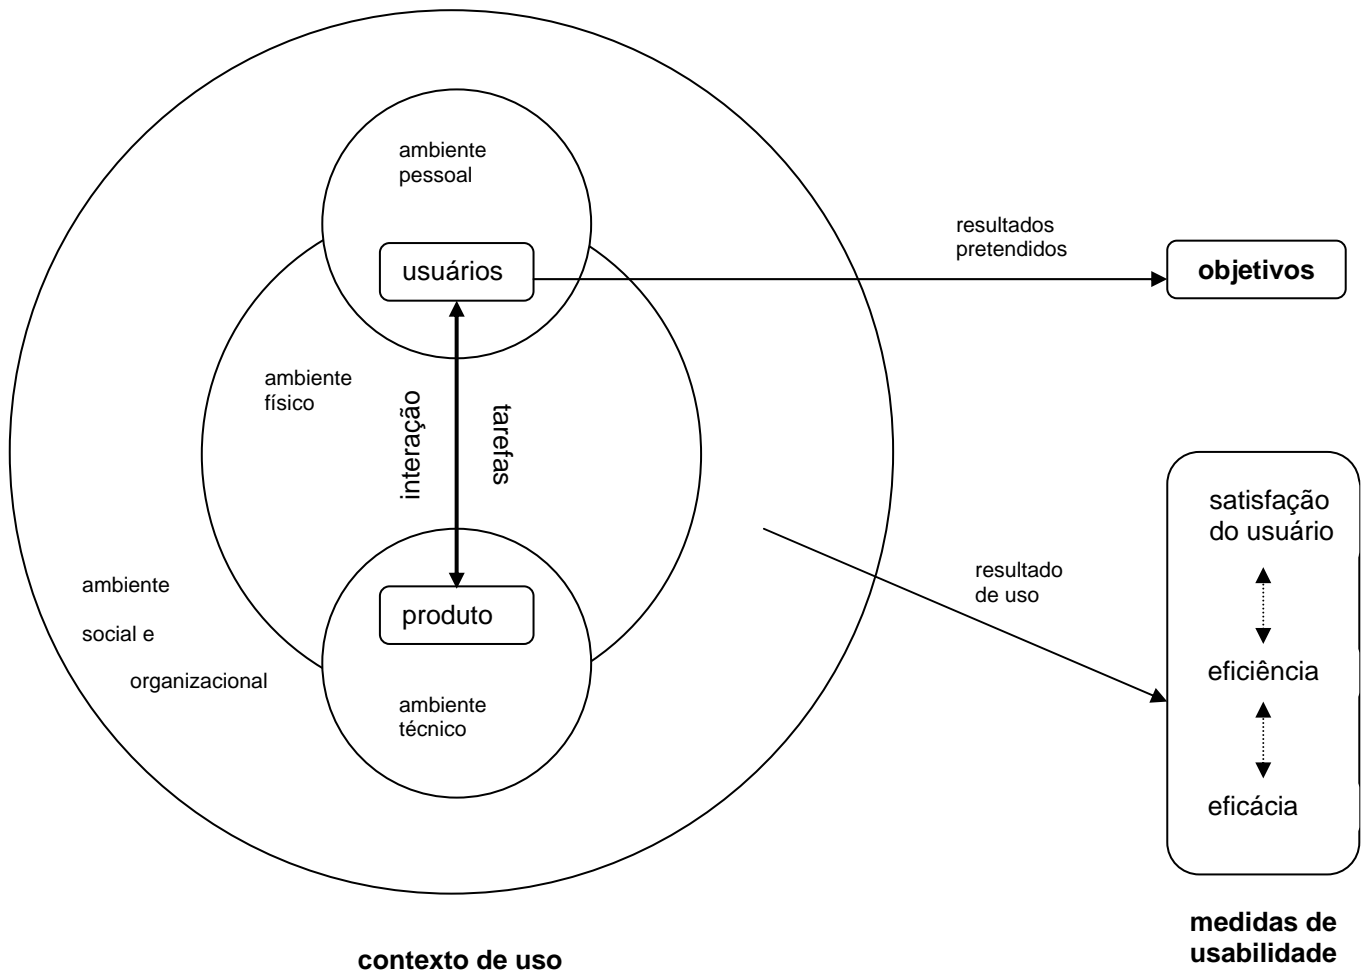 ambiente
pessoal
usuários
resultados
pretendidos
objetivos
ambiente
físico
interação
tarefas
satisfação
do usuário
resultado
de uso
ambiente
social e
organizacional
produto
eficiência
ambiente
técnico
eficácia
medidas de
usabilidade
contexto de uso